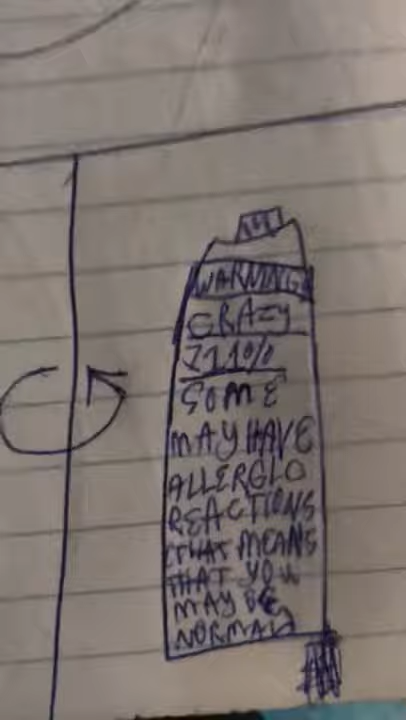 WARNING
CRAZY
111%
SOME
MAY HAVE
ALLERGIC
REACTIONS
THAT MEANS
THAT YOU
MAY BE
NORMAL